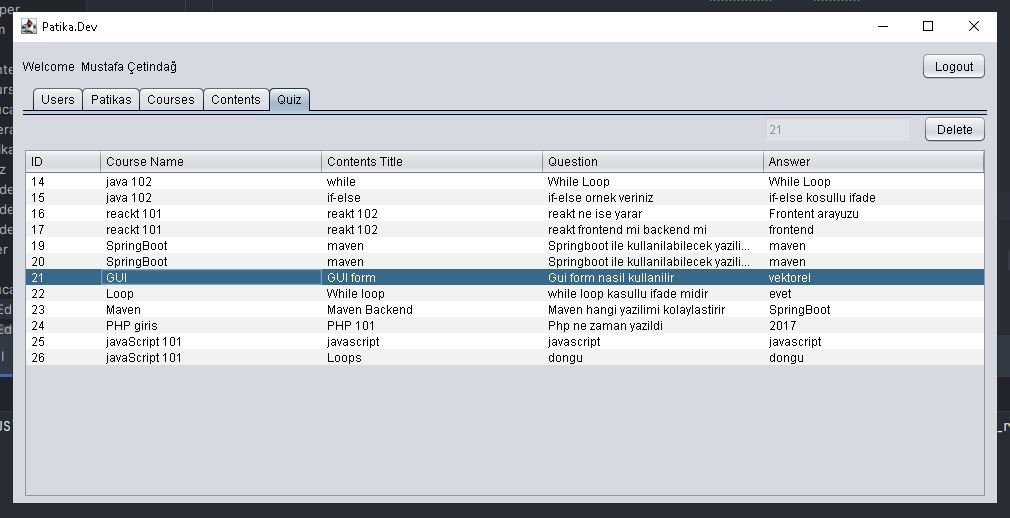 Patika.Dev
Welcome Mustafa Çetindağ
Logout
Users Patikas Courses Contents Quiz
21 Delete
ID Course Name Contents Title Question Answer
14 java 102 while While Loop While Loop
15 java 102 if-else if-else ornek veriniz if-else kosullu ifade
16 reackt 101 reakt 102 reakt ne ise yarar Frontent arayuzu
17 reackt 101 reakt 102 reakt frontend mi backend mi frontend
19 SpringBoot maven Springboot ile kullanilabilecek yazili... maven
20 SpringBoot maven Springboot ile kullanilabilecek yazili... maven
21 GUI GUI form Gui form nasil kullanilir vektorel
22 Loop While loop while loop kasullu ifade midir evet
23 Maven Maven Backend Maven hangi yazilimi kolaylastirir SpringBoot
24 PHP giris PHP 101 Php ne zaman yazildi 2017
25 javaScript 101 javascript javascript javascript
26 javaScript 101 Loops dongu dongu